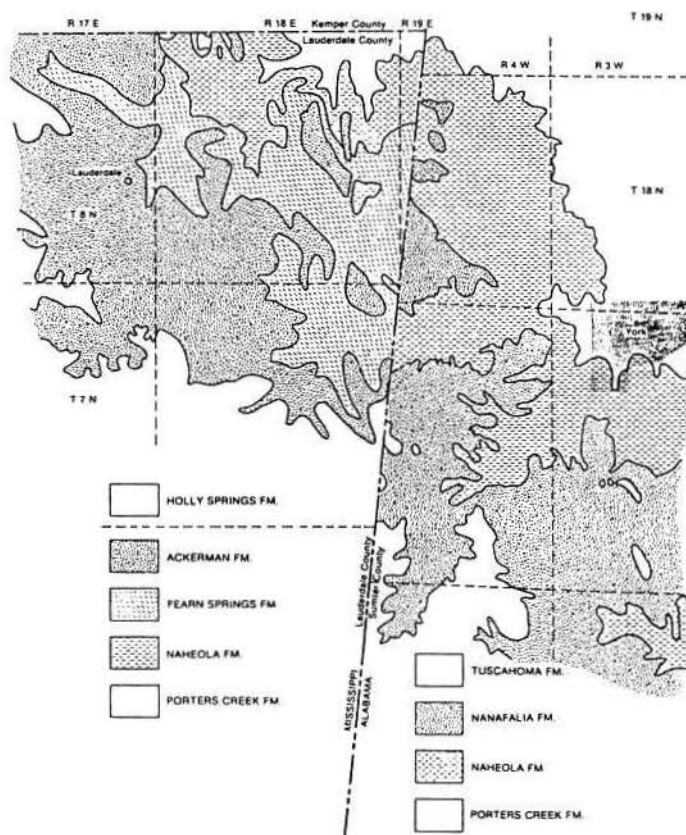 R 17 E
R 18 E
Kemper County
R 19 E
T 19 N
Lauderdale County
R 4 W
R 3 W
Lauderdale
T 18 N
T 8 N
York
T 7 N
HOLLY SPRINGS FM.
ACKERMAN FM.
FEARN SPRINGS FM
NAHEOLA FM.
PORTERS CREEK FM.
Lauderdale County
Sumter County
MISSISSIPPI
ALABAMA
TUSCAHOMA FM.
NANAFALIA FM.
NAHEOLA FM
PORTERS CREEK FM.